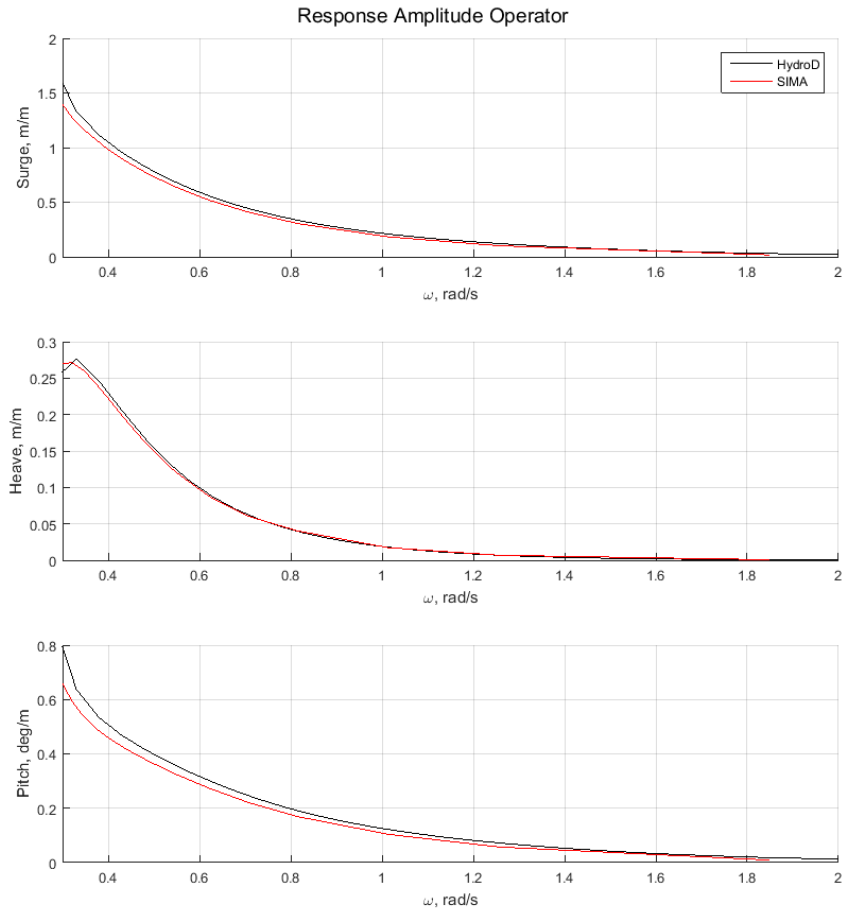 Response Amplitude Operator
2
1.5
1
0.5
0
Surge, m/m
HydroD
SIMA
0.4 0.6 0.8 1 1.2 1.4 1.6 1.8 2
ω, rad/s
0.3
0.25
0.2
0.15
0.1
0.05
0
Heave, m/m
0.4 0.6 0.8 1 1.2 1.4 1.6 1.8 2
ω, rad/s
0.8
0.6
0.4
0.2
0
Pitch, deg/m
0.4 0.6 0.8 1 1.2 1.4 1.6 1.8 2
ω, rad/s